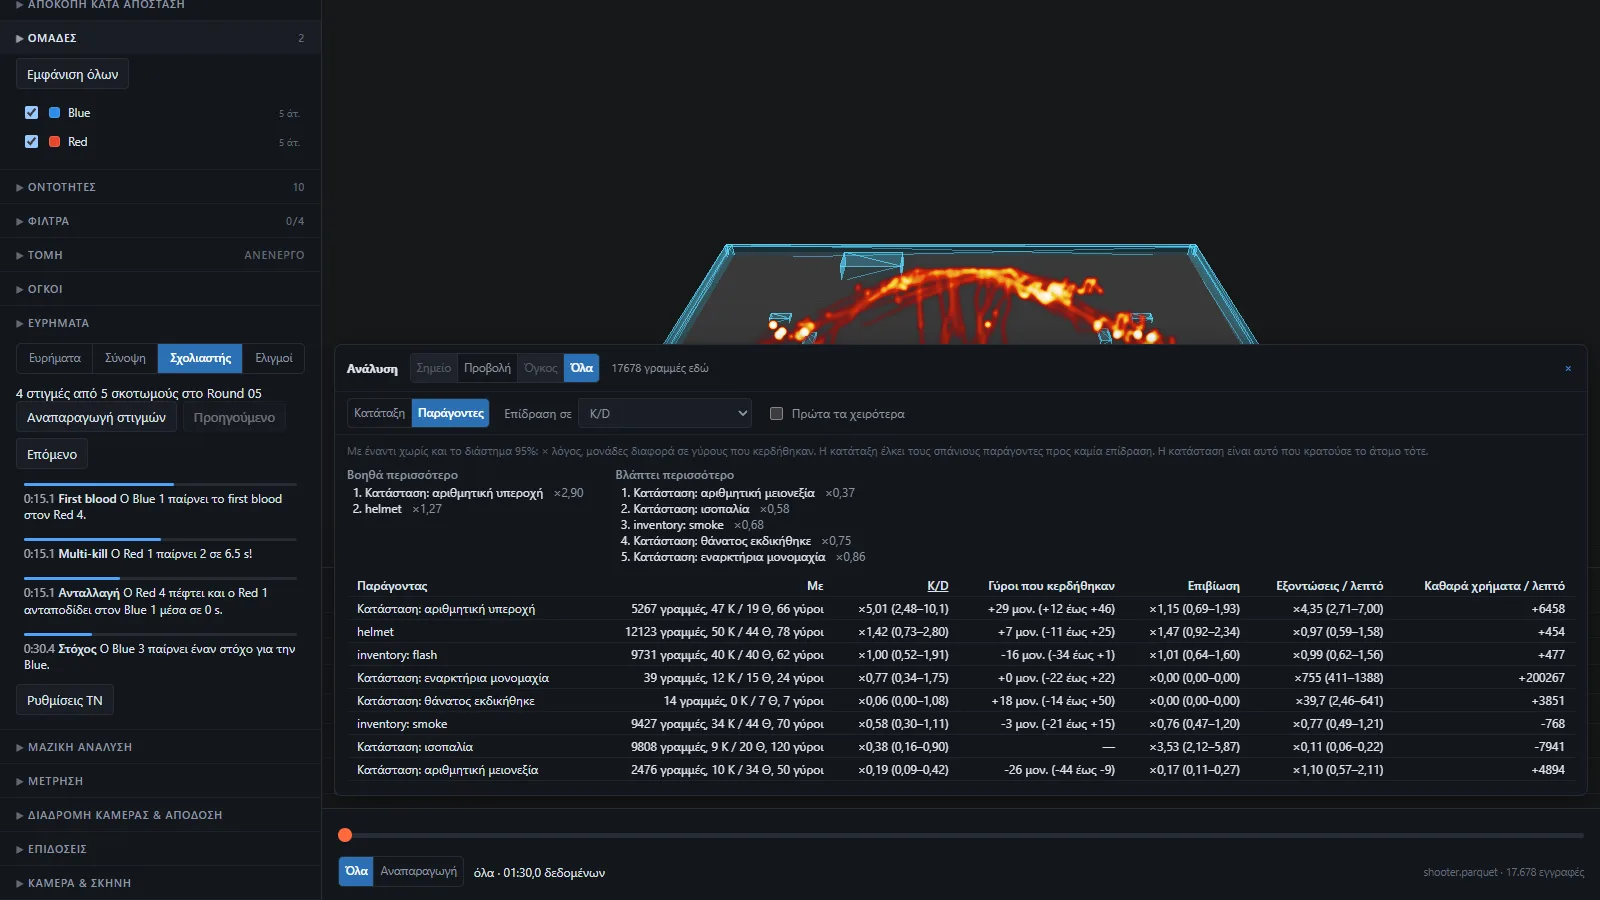 ΑΠΟΚΟΠΗ ΚΑΤΑ ΑΠΟΣΤΑΣΗ
ΟΜΑΔΕΣ 2
Εμφάνιση όλων
Blue 5 άτ.
Red 5 άτ.
ΟΝΤΟΤΗΤΕΣ 10
ΦΙΛΤΡΑ 0/4
ΤΟΜΗ ΑΝΕΝΕΡΓΟ
ΟΓΚΟΙ
ΕΥΡΗΜΑΤΑ
Ευρήματα Σύνοψη Σχολιαστής Ελιγμοί
4 στιγμές από 5 σκοτωμούς στο Round 05
Αναπαραγωγή στιγμών Προηγούμενο
Επόμενο
0:15.1 First blood Ο Blue 1 παίρνει το first blood
στον Red 4.
0:15.1 Multi-kill Ο Red 1 παίρνει 2 σε 6.5 s!
0:15.1 Ανταλλαγή Ο Red 4 πέφτει και ο Red 1
ανταποδίδει στον Blue 1 μέσα σε 0 s.
0:30.4 Στόχος Ο Blue 3 παίρνει έναν στόχο για την
Blue.
Ρυθμίσεις ΤΝ
ΜΑΖΙΚΗ ΑΝΑΛΥΣΗ
ΜΕΤΡΗΣΗ
ΔΙΑΔΡΟΜΗ ΚΑΜΕΡΑΣ & ΑΠΟΔΟΣΗ
ΕΠΙΔΟΣΕΙΣ
ΚΑΜΕΡΑ & ΣΚΗΝΗ
Ανάλυση Σημείο Προβολή Όγκος Όλα 17678 γραμμές εδώ ×
Κατάταξη Παράγοντες Επίδραση σε K/D Πρώτα τα χειρότερα
Με έναντι χωρίς και το διάστημα 95%: × λόγος, μονάδες διαφορά σε γύρους που κερδήθηκαν. Η κατάταξη έλκει τους σπάνιους παράγοντες προς καμία επίδραση. Η κατάσταση είναι αυτό που κρατούσε το άτομο τότε.
Βοηθά περισσότερο
1. Κατάσταση: αριθμητική υπεροχή ×2,90
2. helmet ×1,27
Βλάπτει περισσότερο
1. Κατάσταση: αριθμητική μειονεξία ×0,37
2. Κατάσταση: ισοπαλία ×0,58
3. inventory: smoke ×0,68
4. Κατάσταση: θάνατος εκδικήθηκε ×0,75
5. Κατάσταση: εναρκτήρια μονομαχία ×0,86
Παράγοντας Με K/D Γύροι που κερδήθηκαν Επιβίωση Εξοντώσεις / λεπτό Καθαρά χρήματα / λεπτό
Κατάσταση: αριθμητική υπεροχή 5267 γραμμές, 47 Κ / 19 Θ, 66 γύροι ×5,01 (2,48–10,1) +29 μον. (+12 έως +46) ×1,15 (0,69–1,93) ×4,35 (2,71–7,00) +6458
helmet 12123 γραμμές, 50 Κ / 44 Θ, 78 γύροι ×1,42 (0,73–2,80) +7 μον. (-11 έως +25) ×1,47 (0,92–2,34) ×0,97 (0,59–1,58) +454
inventory: flash 9731 γραμμές, 40 Κ / 40 Θ, 62 γύροι ×1,00 (0,52–1,91) -16 μον. (-34 έως +1) ×1,01 (0,64–1,60) ×0,99 (0,62–1,56) +477
Κατάσταση: εναρκτήρια μονομαχία 39 γραμμές, 12 Κ / 15 Θ, 24 γύροι ×0,77 (0,34–1,75) +0 μον. (-22 έως +22) ×0,00 (0,00–0,00) ×755 (411–1388) +200267
Κατάσταση: θάνατος εκδικήθηκε 14 γραμμές, 0 Κ / 7 Θ, 7 γύροι ×0,06 (0,00–1,08) +18 μον. (-14 έως +50) ×0,00 (0,00–0,00) ×39,7 (2,46–641) +3851
inventory: smoke 9427 γραμμές, 34 Κ / 44 Θ, 70 γύροι ×0,58 (0,30–1,11) -3 μον. (-21 έως +15) ×0,76 (0,47–1,20) ×0,77 (0,49–1,21) -768
Κατάσταση: ισοπαλία 9808 γραμμές, 9 Κ / 20 Θ, 120 γύροι ×0,38 (0,16–0,90) — ×3,53 (2,12–5,87) ×0,11 (0,06–0,22) -7941
Κατάσταση: αριθμητική μειονεξία 2476 γραμμές, 10 Κ / 34 Θ, 50 γύροι ×0,19 (0,09–0,42) -26 μον. (-44 έως -9) ×0,17 (0,11–0,27) ×1,10 (0,57–2,11) +4894
Όλα Αναπαραγωγή όλα · 01:30,0 δεδομένων shooter.parquet · 17.678 εγγραφές